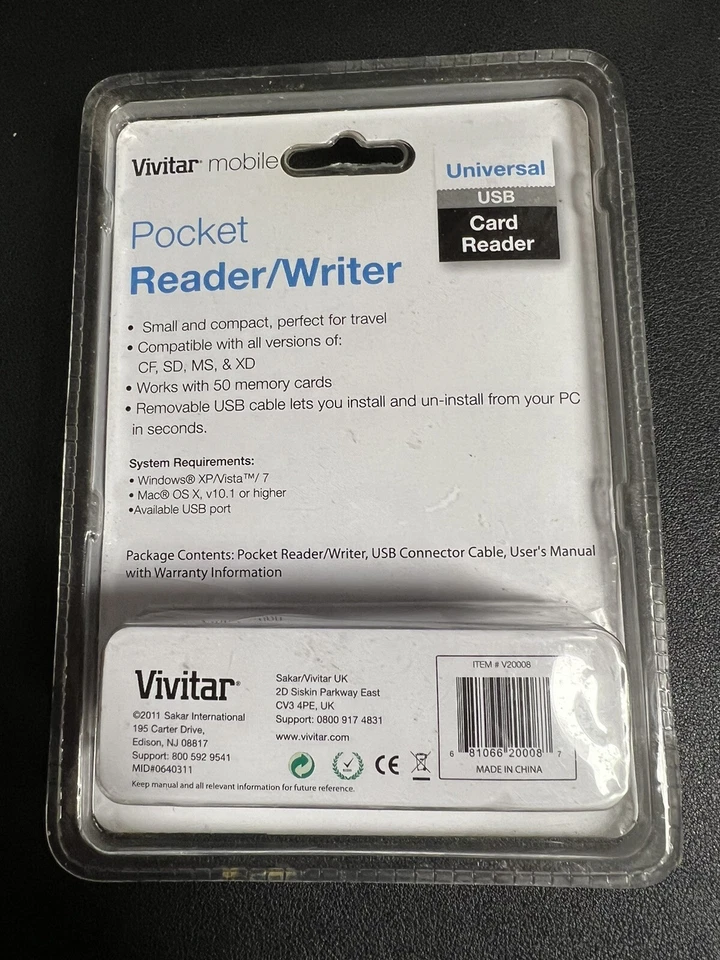 Vivitar® mobile
Universal
USB
Card
Reader
Pocket
Reader/Writer
• Small and compact, perfect for travel
• Compatible with all versions of:
CF, SD, MS, & XD
• Works with 50 memory cards
• Removable USB cable lets you install and un-install from your PC
in seconds.
System Requirements:
• Windows® XP/Vista™/ 7
• Mac® OS X, v10.1 or higher
•Available USB port
Package Contents: Pocket Reader/Writer, USB Connector Cable, User's Manual
with Warranty Information
Vivitar®
©2011 Sakar International
195 Carter Drive,
Edison, NJ 08817
Support: 800 592 9541
MID#0640311
Keep manual and all relevant information for future reference.
Sakar/Vivitar UK
2D Siskin Parkway East
CV3 4PE, UK
Support: 0800 917 4831
www.vivitar.com
CE
ITEM # V20008
6 81066 20008 7
MADE IN CHINA